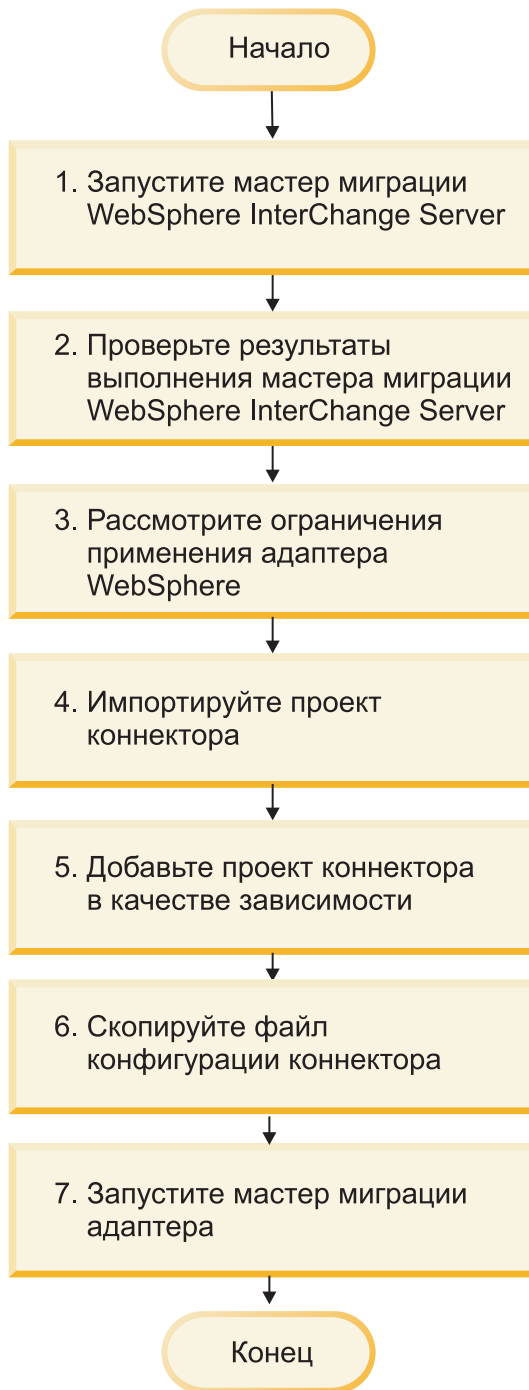 Начало
1. Запустите мастер миграции
WebSphere InterChange Server
2. Проверьте результаты
выполнения мастера миграции
WebSphere InterChange Server
3. Рассмотрите ограничения
применения адаптера
WebSphere
4. Импортируйте проект
коннектора
5. Добавьте проект коннектора
в качестве зависимости
6. Скопируйте файл
конфигурации коннектора
7. Запустите мастер миграции
адаптера
Конец